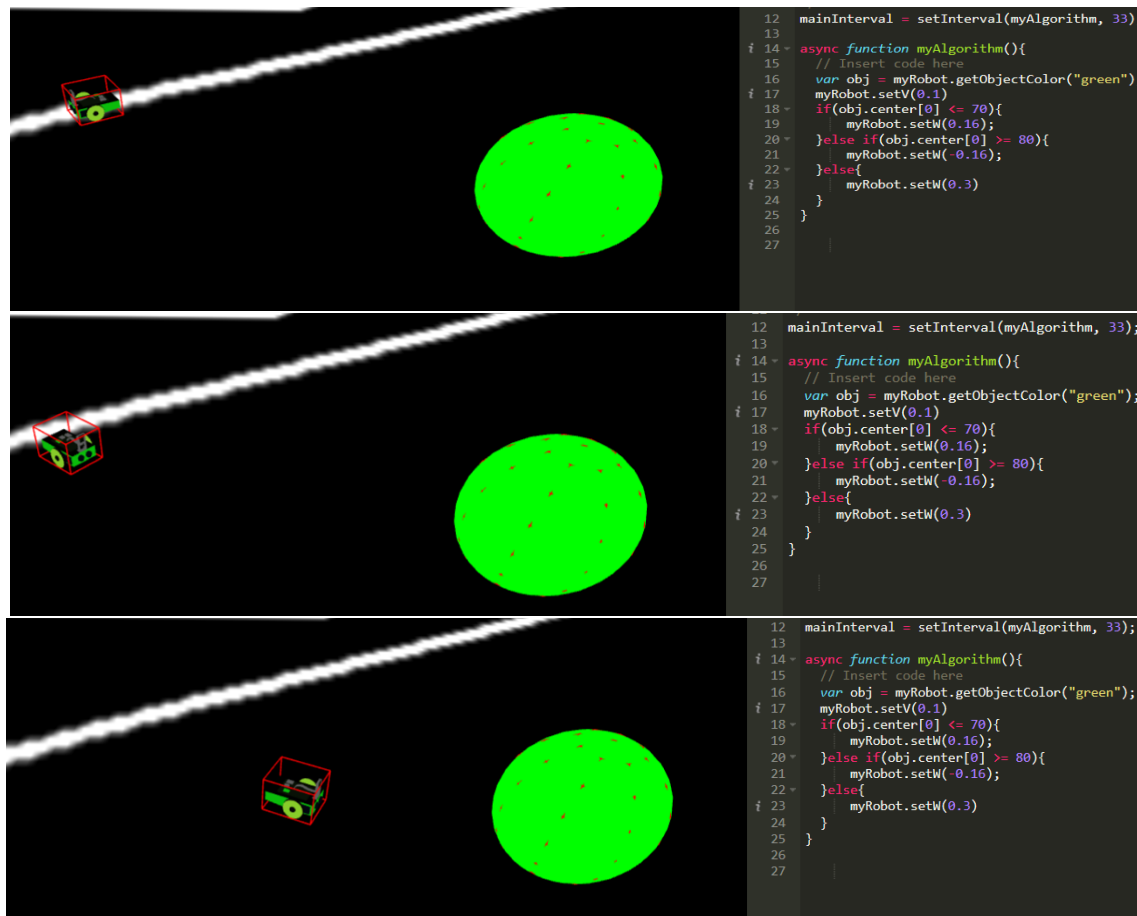 12 mainInterval = setInterval(myAlgorithm, 33)
13
i 14 async function myAlgorithm(){
15 // Insert code here
16 var obj = myRobot.getObjectColor("green")
i 17 myRobot.setV(0.1)
18 if(obj.center[0] <= 70){
19 myRobot.setW(0.16);
20 }else if(obj.center[0] >= 80){
21 myRobot.setW(-0.16);
22 }else{
i 23 myRobot.setW(0.3)
24 }
25 }
26
27
12 mainInterval = setInterval(myAlgorithm, 33);
13
i 14 async function myAlgorithm(){
15 // Insert code here
16 var obj = myRobot.getObjectColor("green");
i 17 myRobot.setV(0.1)
18 if(obj.center[0] <= 70){
19 myRobot.setW(0.16);
20 }else if(obj.center[0] >= 80){
21 myRobot.setW(-0.16);
22 }else{
i 23 myRobot.setW(0.3)
24 }
25 }
26
27
12 mainInterval = setInterval(myAlgorithm, 33);
13
i 14 async function myAlgorithm(){
15 // Insert code here
16 var obj = myRobot.getObjectColor("green");
i 17 myRobot.setV(0.1)
18 if(obj.center[0] <= 70){
19 myRobot.setW(0.16);
20 }else if(obj.center[0] >= 80){
21 myRobot.setW(-0.16);
22 }else{
i 23 myRobot.setW(0.3)
24 }
25 }
26
27